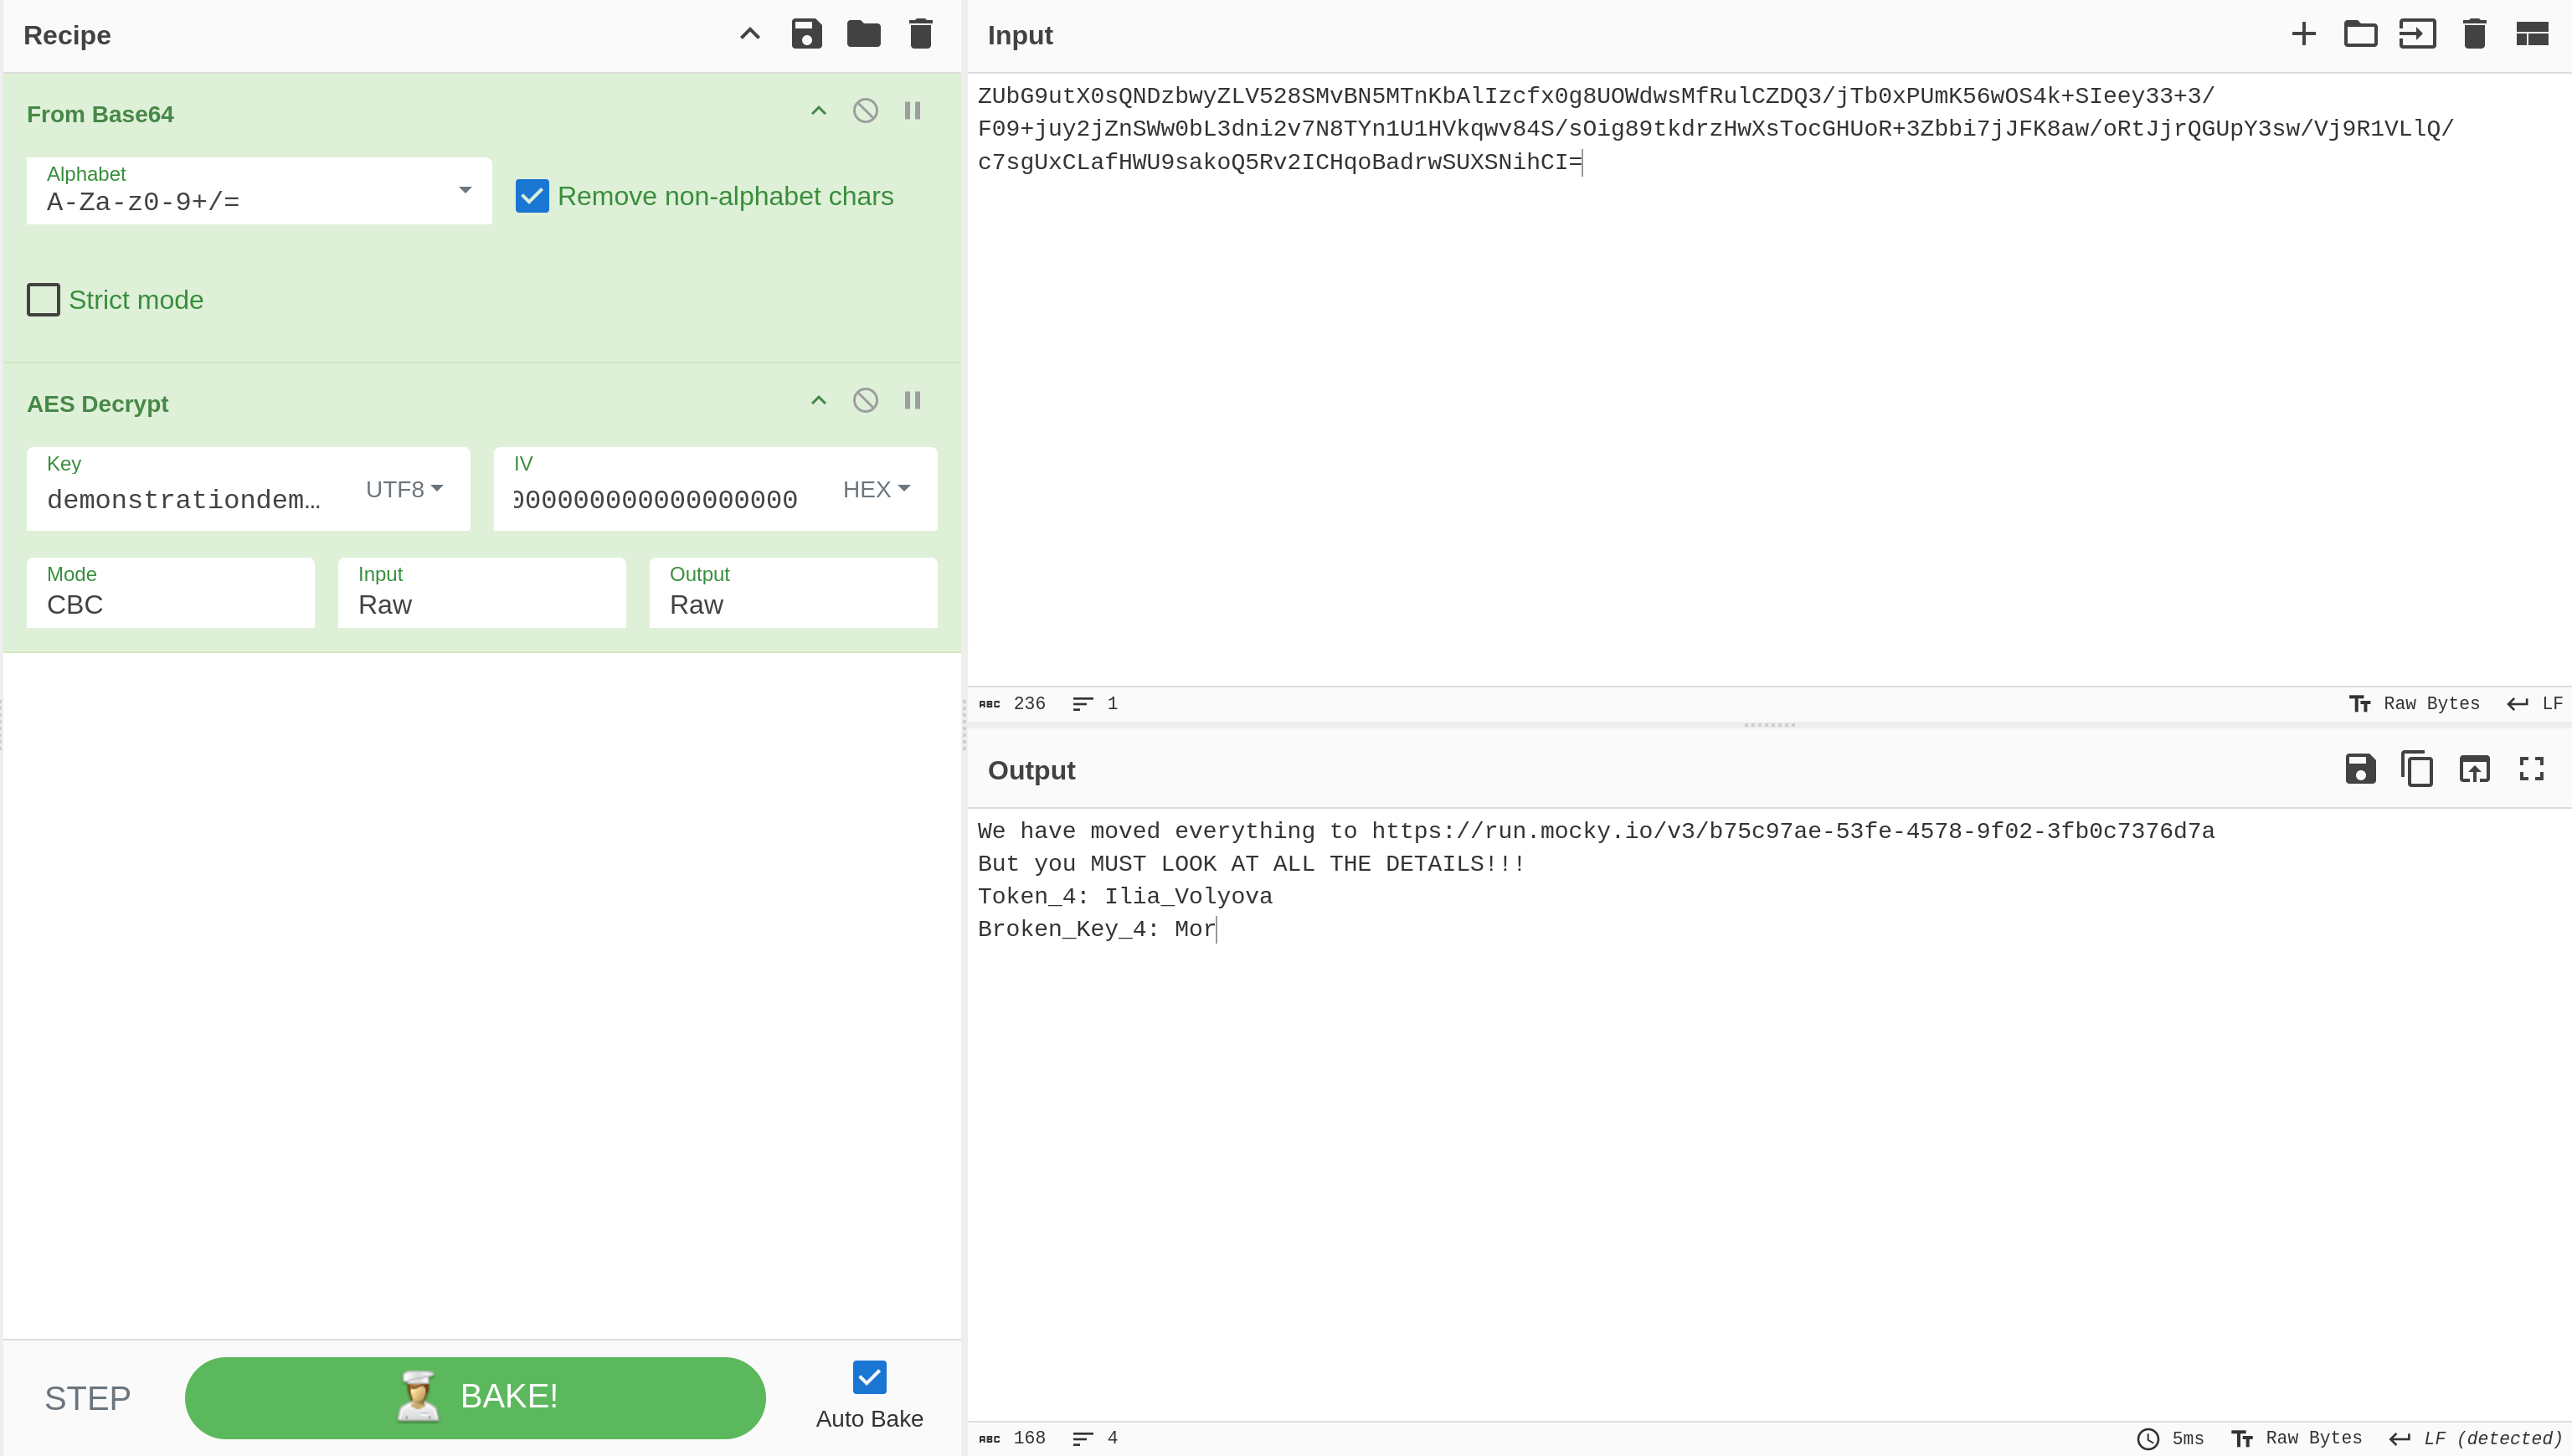 Recipe
From Base64
Alphabet
A-Za-z0-9+/=
Remove non-alphabet chars
Strict mode
AES Decrypt
Key
demonstrationdem…
UTF8
IV
00000000000000000000
HEX
Mode
CBC
Input
Raw
Output
Raw
STEP
BAKE!
Auto Bake
Input
ZUbG9utX0sQNDzbwyZLV528SMvBN5MTnKbAlIzcfx0g8UOWdwsMfRulCZDQ3/jTb0xPUmK56wOS4k+SIeey33+3/
F09+juy2jZnSWw0bL3dni2v7N8TYn1U1HVkqwv84S/sOig89tkdrzHwXsTocGHUoR+3Zbbi7jJFK8aw/oRtJJrQGUpY3sw/Vj9R1VLlQ/
c7sgUxCLafHWU9sakoQ5Rv2ICHqoBadrwSUXSNihCI=
ABC 236 1
Raw Bytes LF
Output
We have moved everything to https://run.mocky.io/v3/b75c97ae-53fe-4578-9f02-3fb0c7376d7a
But you MUST LOOK AT ALL THE DETAILS!!!
Token_4: Ilia_Volyova
Broken_Key_4: Mor
ABC 168 4
5ms Raw Bytes LF (detected)